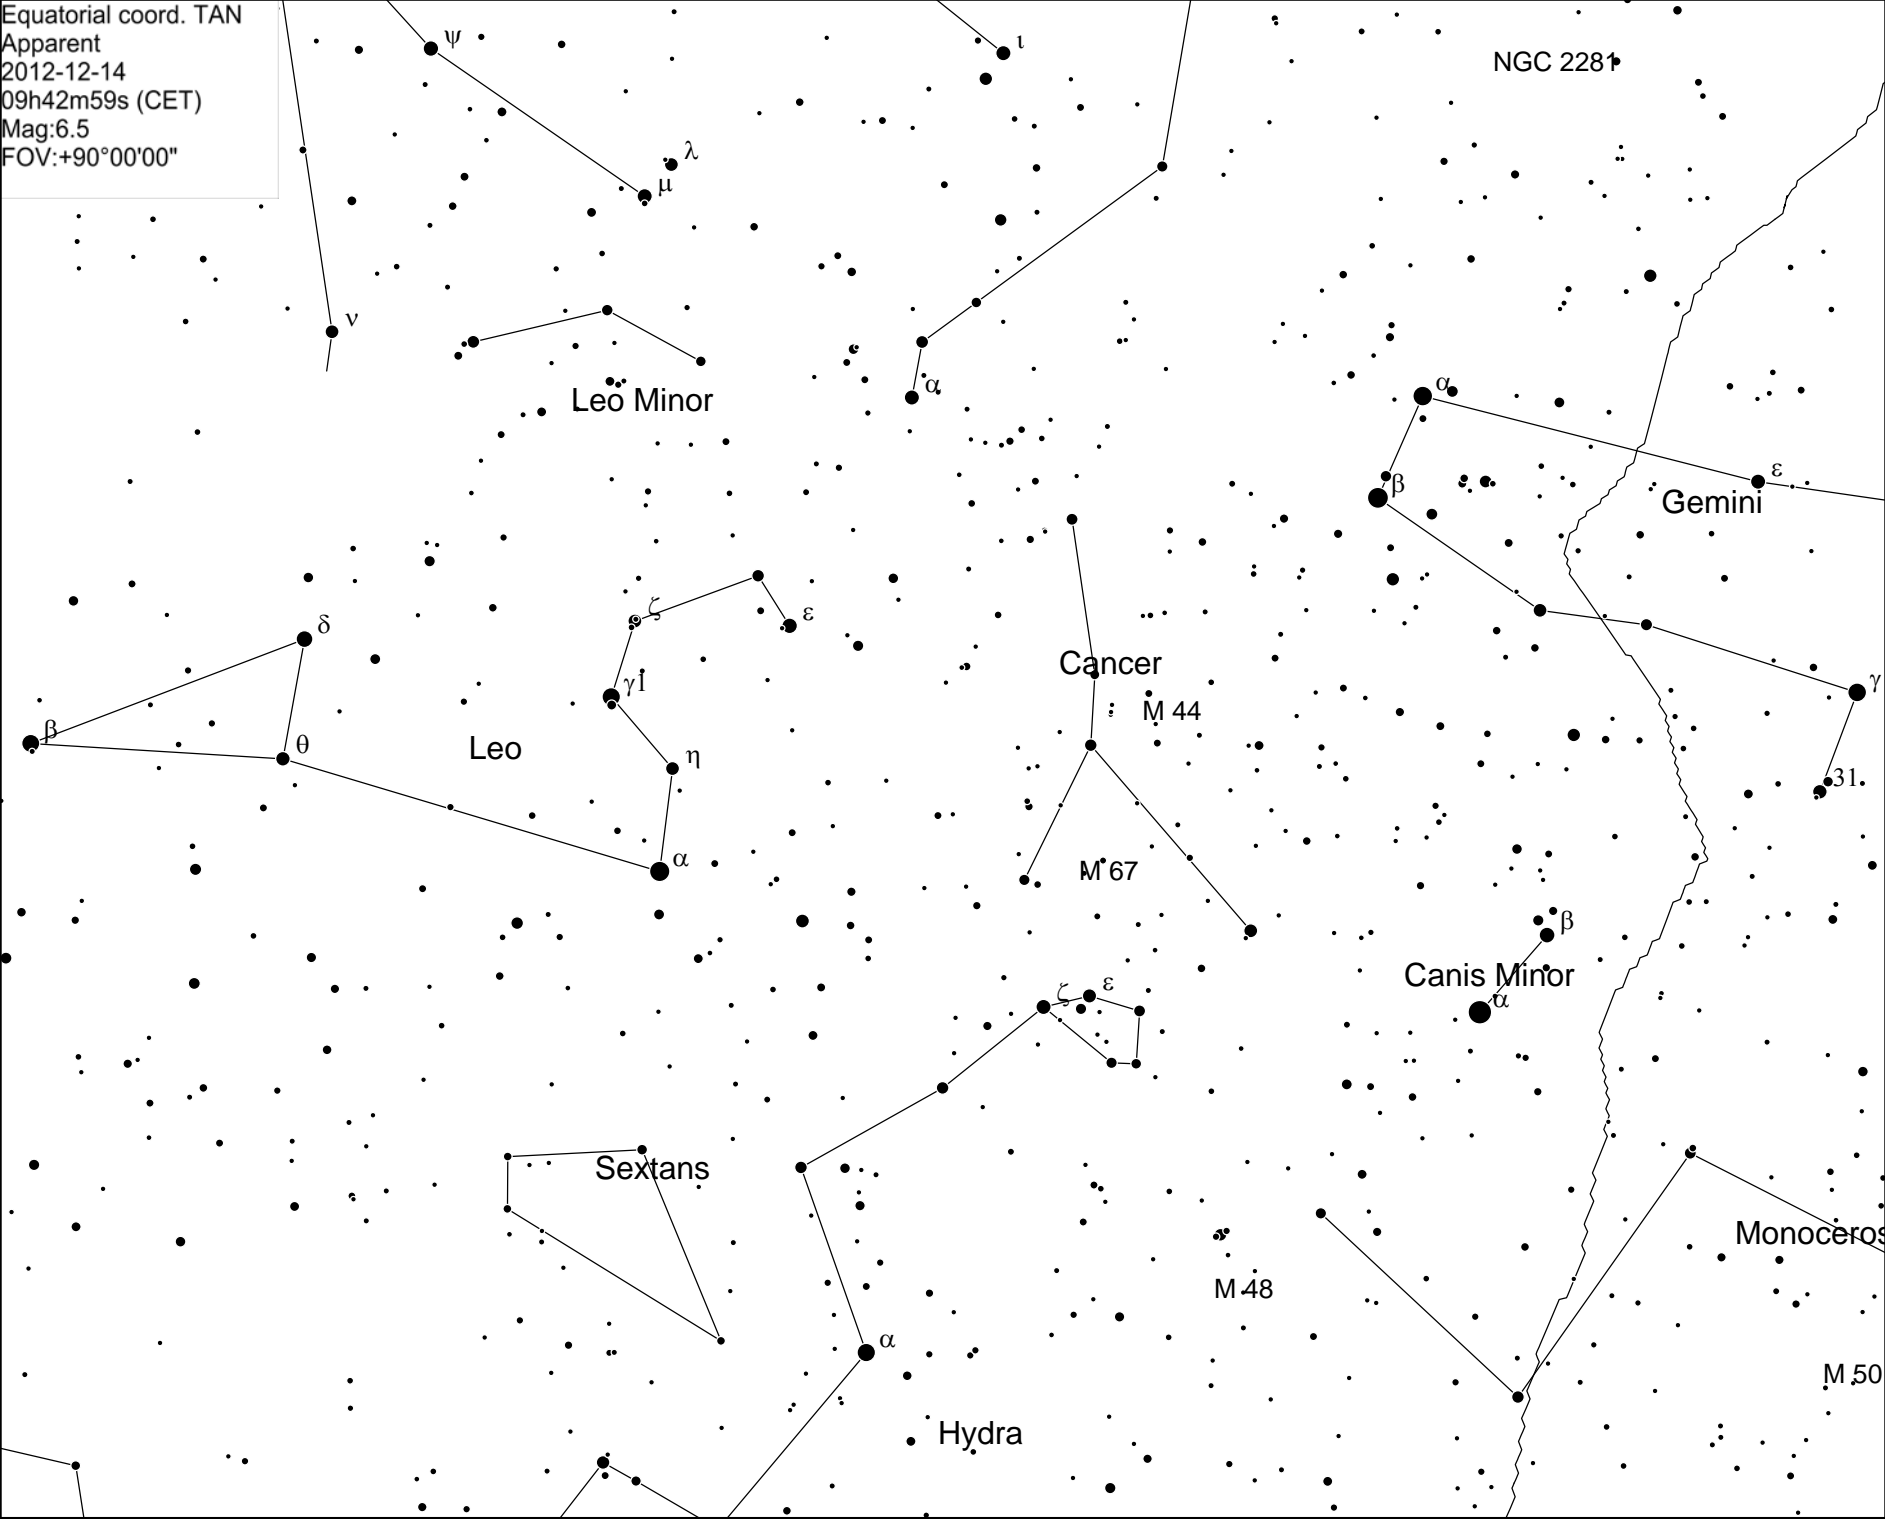 Equatorial coord. TAN
Apparent
2012-12-14
09h42m59s (CET)
Mag:6.5
FOV:+90°00'00"
ψ
ι
NGC 2281
λ
μ
ν
α
Leo Minor
α
ε
β
Gemini
ζ
ε
δ
Cancer
γ1
γ
M 44
β
θ
Leo
η
31
α
M 67
β
Canis Minor
ζ
ε
α
Sextans
Monoceros
M 48
α
M 50
Hydra